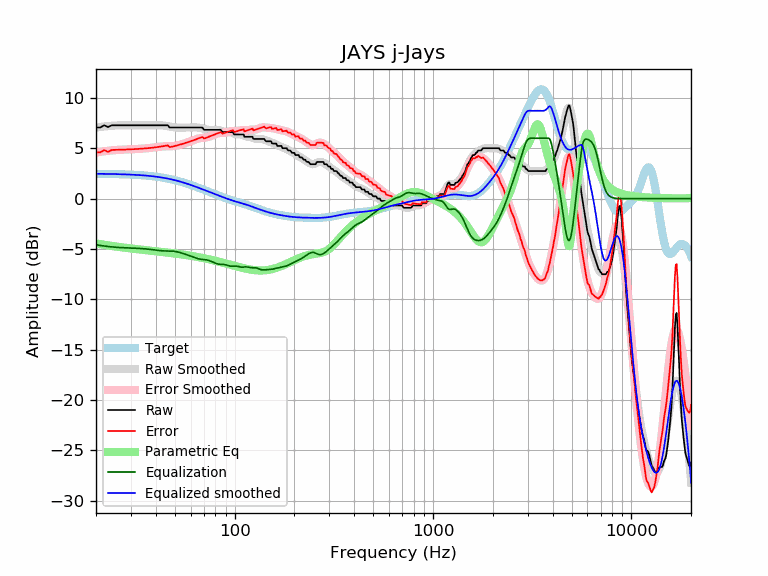 JAYS j-Jays
10
5
0
−5
−10
−15
−20
−25
−30
Amplitude (dBr)
Target
Raw Smoothed
Error Smoothed
Raw
Error
Parametric Eq
Equalization
Equalized smoothed
100
1000
10000
Frequency (Hz)